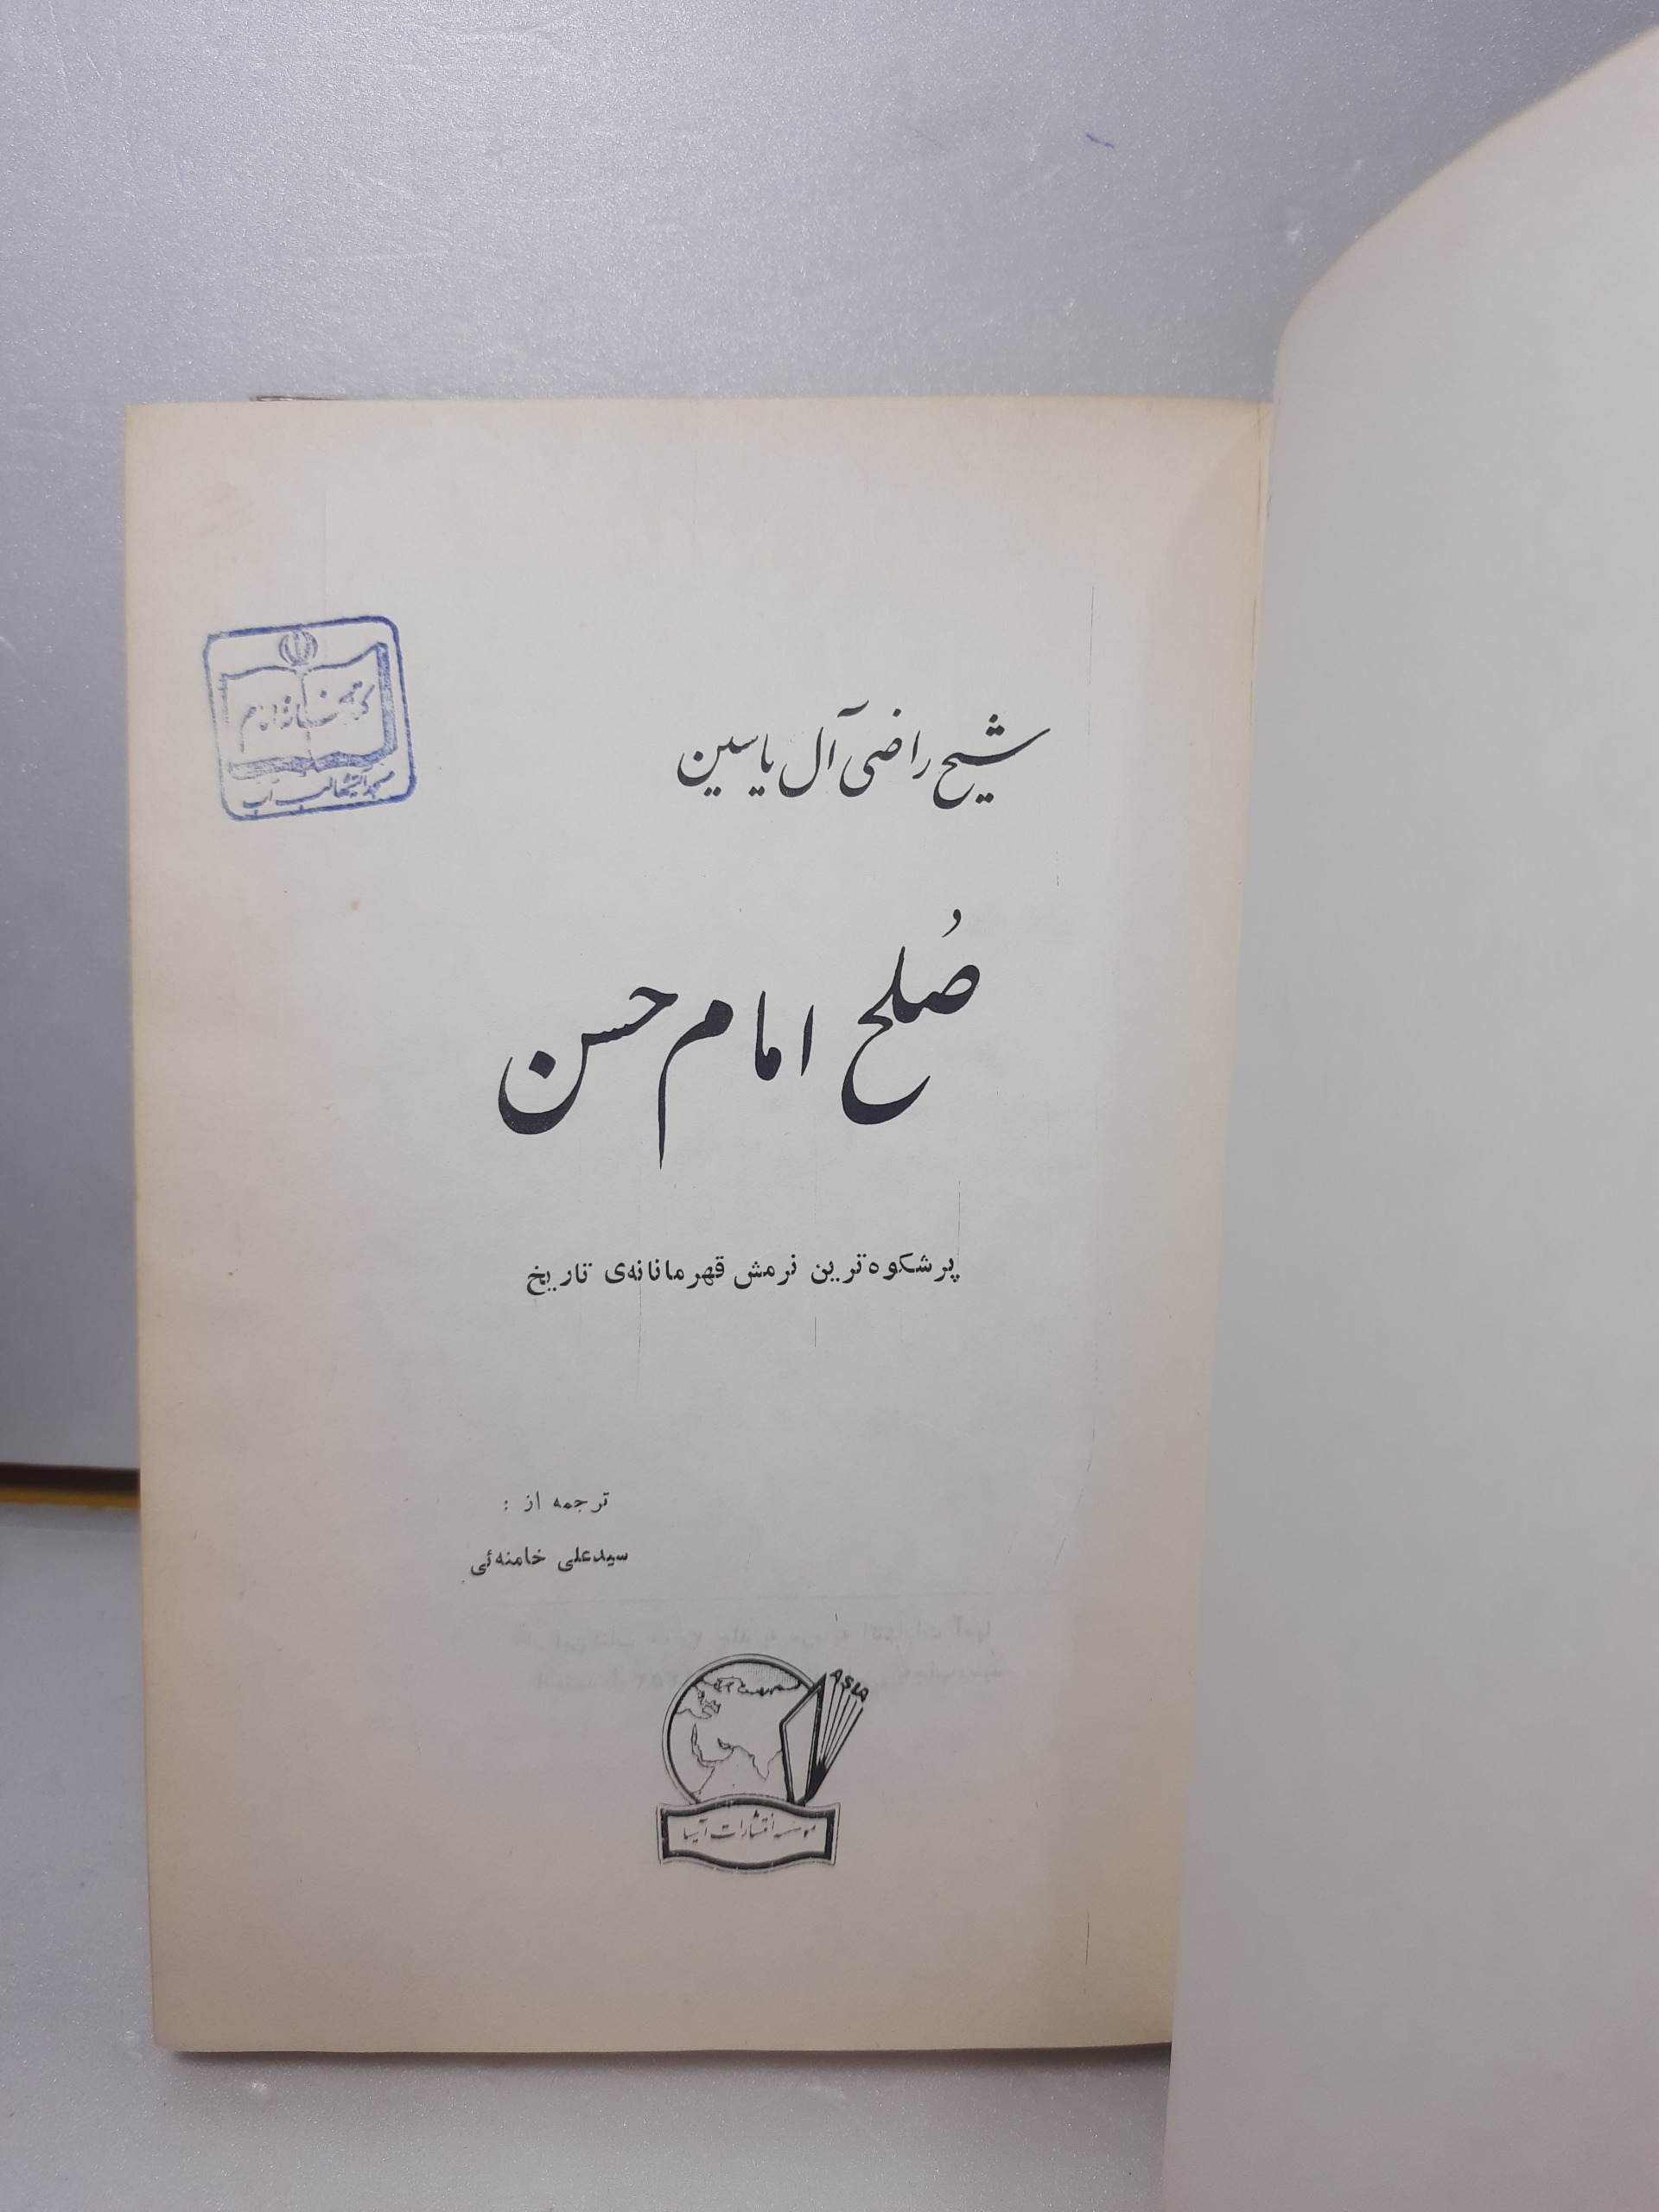 شیخ راضی آل یاسین
صُلح امام حسن
پرشکوه‌ترین نرمش قهرمانانه‌ی تاریخ
ترجمه از :
سیدعلی خامنه‌ئی
ASIA
موسسه انتشارات آسیا